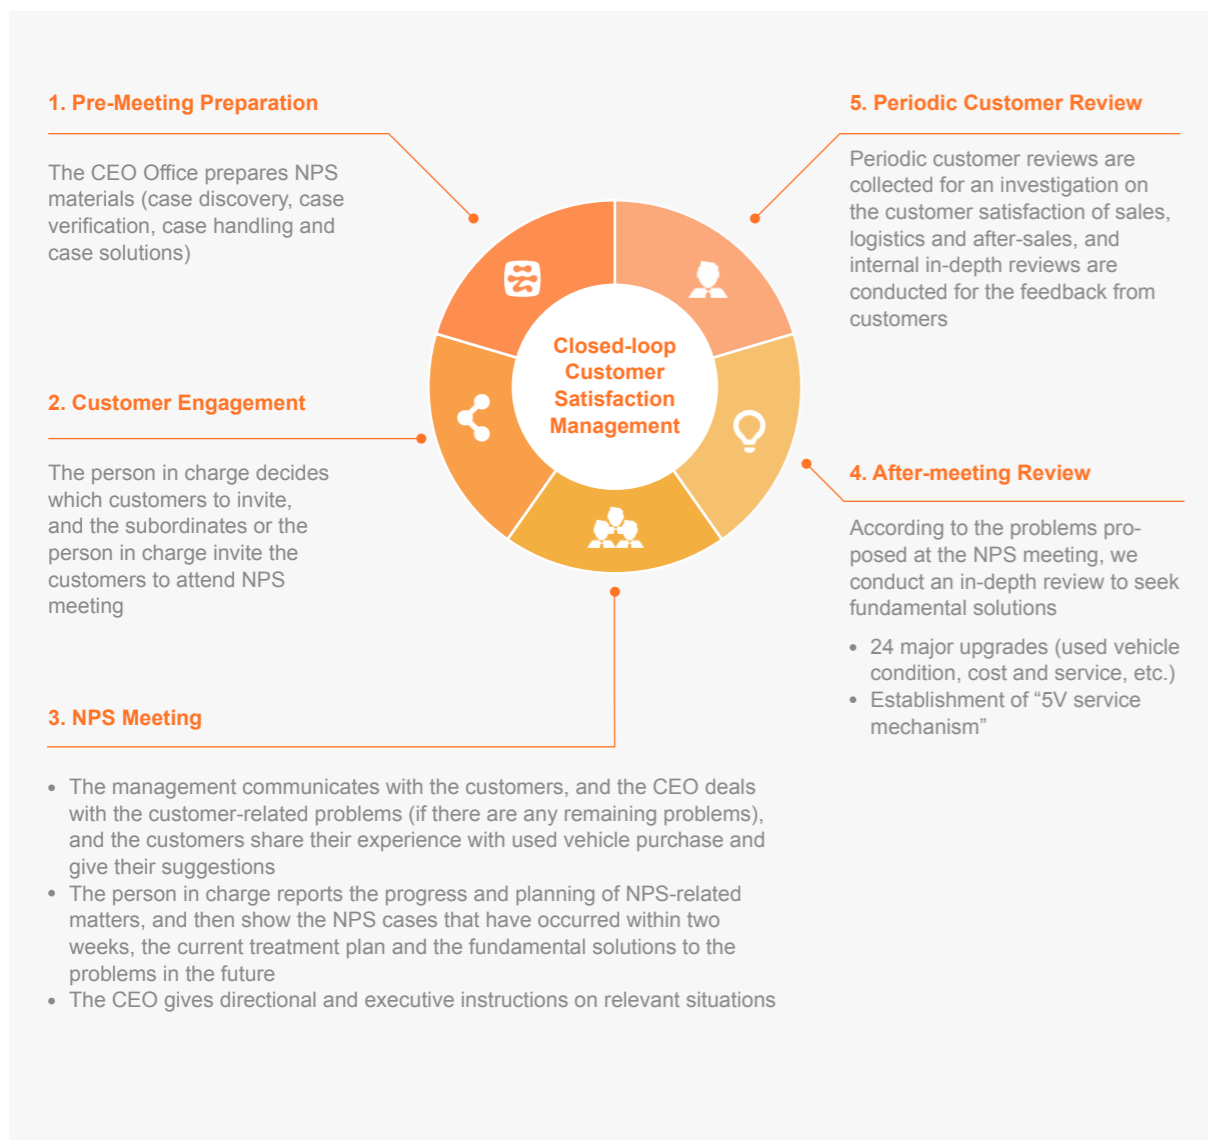 1. Pre-Meeting Preparation
The CEO Office prepares NPS
materials (case discovery, case
verification, case handling and
case solutions)
2. Customer Engagement
The person in charge decides
which customers to invite,
and the subordinates or the
person in charge invite the
customers to attend NPS
meeting
3. NPS Meeting
• The management communicates with the customers, and the CEO deals
with the customer-related problems (if there are any remaining problems),
and the customers share their experience with used vehicle purchase and
give their suggestions
• The person in charge reports the progress and planning of NPS-related
matters, and then show the NPS cases that have occurred within two
weeks, the current treatment plan and the fundamental solutions to the
problems in the future
• The CEO gives directional and executive instructions on relevant situations
Closed-loop
Customer
Satisfaction
Management
5. Periodic Customer Review
Periodic customer reviews are
collected for an investigation on
the customer satisfaction of sales,
logistics and after-sales, and
internal in-depth reviews are
conducted for the feedback from
customers
4. After-meeting Review
According to the problems pro-
posed at the NPS meeting, we
conduct an in-depth review to seek
fundamental solutions
• 24 major upgrades (used vehicle
condition, cost and service, etc.)
• Establishment of “5V service
mechanism”